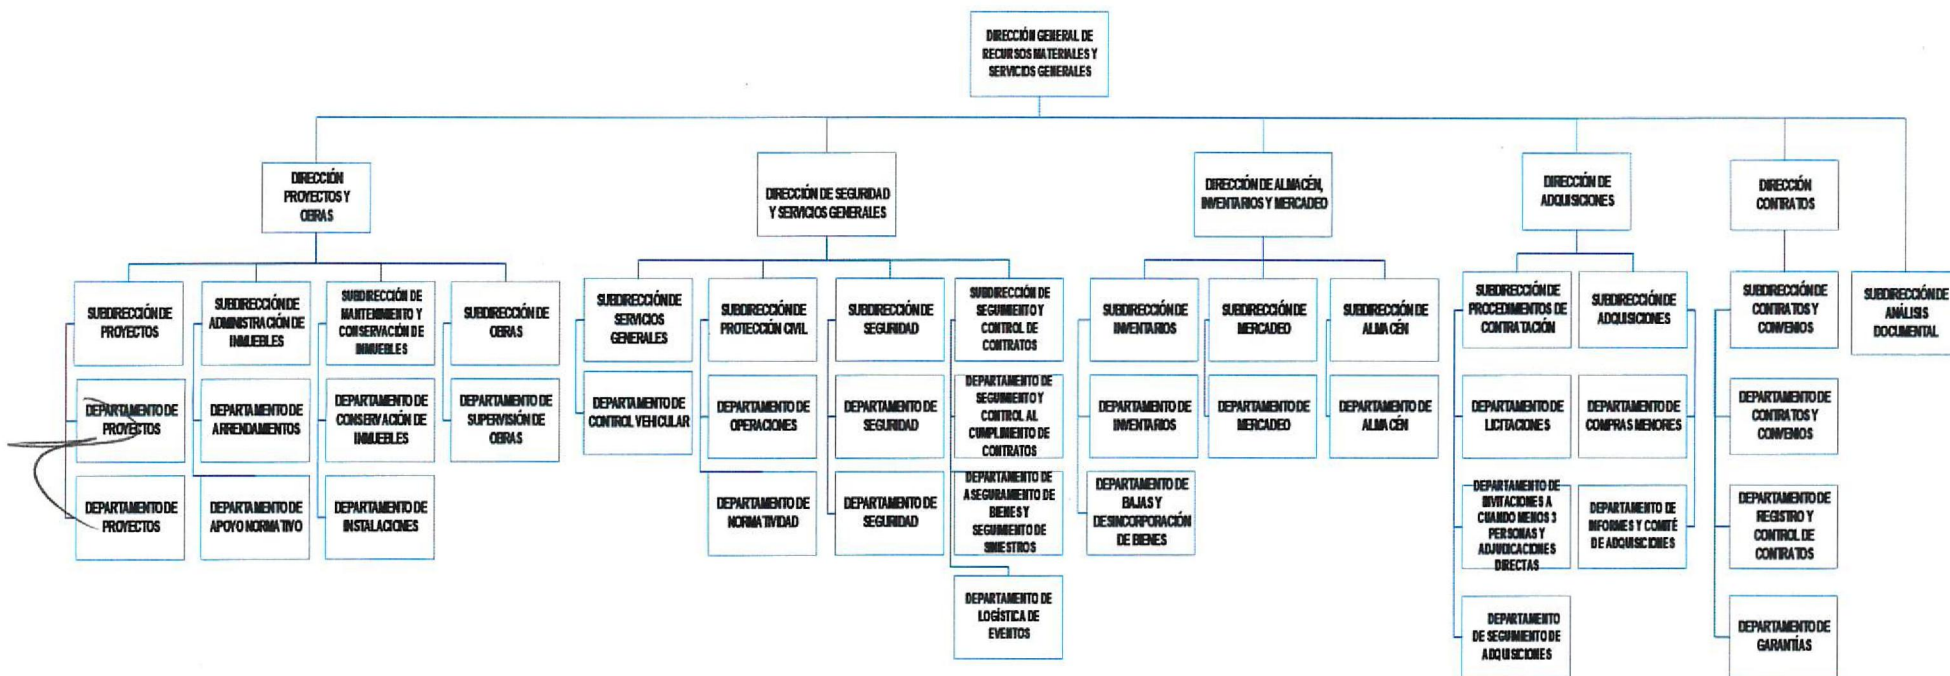 DIRECCIÓN GENERAL DE
RECURSOS MATERIALES Y
SERVICIOS GENERALES
DIRECCIÓN
PROYECTOS Y
OBRAS
DIRECCIÓN DE SEGURIDAD
Y SERVICIOS GENERALES
DIRECCIÓN DE ALMACÉN,
INVENTARIOS Y MERCADEO
DIRECCIÓN DE
ADQUISICIONES
DIRECCIÓN
CONTRATOS
SUBDIRECCIÓN DE
PROYECTOS
SUBDIRECCIÓN DE
ADMINISTRACIÓN DE
INMUEBLES
SUBDIRECCIÓN DE
MANTENIMIENTO Y
CONSERVACIÓN DE
INMUEBLES
SUBDIRECCIÓN DE
OBRAS
SUBDIRECCIÓN DE
SERVICIOS
GENERALES
SUBDIRECCIÓN DE
PROTECCIÓN CIVIL
SUBDIRECCIÓN DE
SEGURIDAD
SUBDIRECCIÓN DE
SEGUIMIENTO Y
CONTROL DE
CONTRATOS
SUBDIRECCIÓN DE
INVENTARIOS
SUBDIRECCIÓN DE
MERCADEO
SUBDIRECCIÓN DE
ALMACÉN
SUBDIRECCIÓN DE
PROCEDIMIENTOS DE
CONTRATACIÓN
SUBDIRECCIÓN DE
ADQUISICIONES
SUBDIRECCIÓN DE
CONTRATOS Y
CONVENIOS
SUBDIRECCIÓN DE
ANÁLISIS
DOCUMENTAL
DEPARTAMENTO DE
PROYECTOS
DEPARTAMENTO DE
ARRENDAMIENTOS
DEPARTAMENTO DE
CONSERVACIÓN DE
INMUEBLES
DEPARTAMENTO DE
SUPERVISIÓN DE
OBRAS
DEPARTAMENTO DE
CONTROL VEHICULAR
DEPARTAMENTO DE
OPERACIONES
DEPARTAMENTO DE
SEGURIDAD
DEPARTAMENTO DE
SEGUIMIENTO Y
CONTROL AL
CUMPLIMIENTO DE
CONTRATOS
DEPARTAMENTO DE
INVENTARIOS
DEPARTAMENTO DE
MERCADEO
DEPARTAMENTO DE
ALMACÉN
DEPARTAMENTO DE
LICITACIONES
DEPARTAMENTO DE
COMPRAS MENORES
DEPARTAMENTO DE
CONTRATOS Y
CONVENIOS
DEPARTAMENTO DE
PROYECTOS
DEPARTAMENTO DE
APOYO NORMATIVO
DEPARTAMENTO DE
INSTALACIONES
DEPARTAMENTO DE
NORMATIVIDAD
DEPARTAMENTO DE
SEGURIDAD
DEPARTAMENTO DE
ASEGURAMIENTO DE
BIENES Y
SEGUIMIENTO DE
SINIESTROS
DEPARTAMENTO DE
BAJAS Y
DESINCORPORACIÓN
DE BIENES
DEPARTAMENTO DE
INVITACIONES A
CUANDO MENOS 3
PERSONAS Y
ADJUDICACIONES
DIRECTAS
DEPARTAMENTO DE
INFORMES Y COMITÉ
DE ADQUISICIONES
DEPARTAMENTO DE
REGISTRO Y
CONTROL DE
CONTRATOS
DEPARTAMENTO DE
LOGÍSTICA DE
EVENTOS
DEPARTAMENTO
DE SEGUIMIENTO DE
ADQUISICIONES
DEPARTAMENTO DE
GARANTÍAS